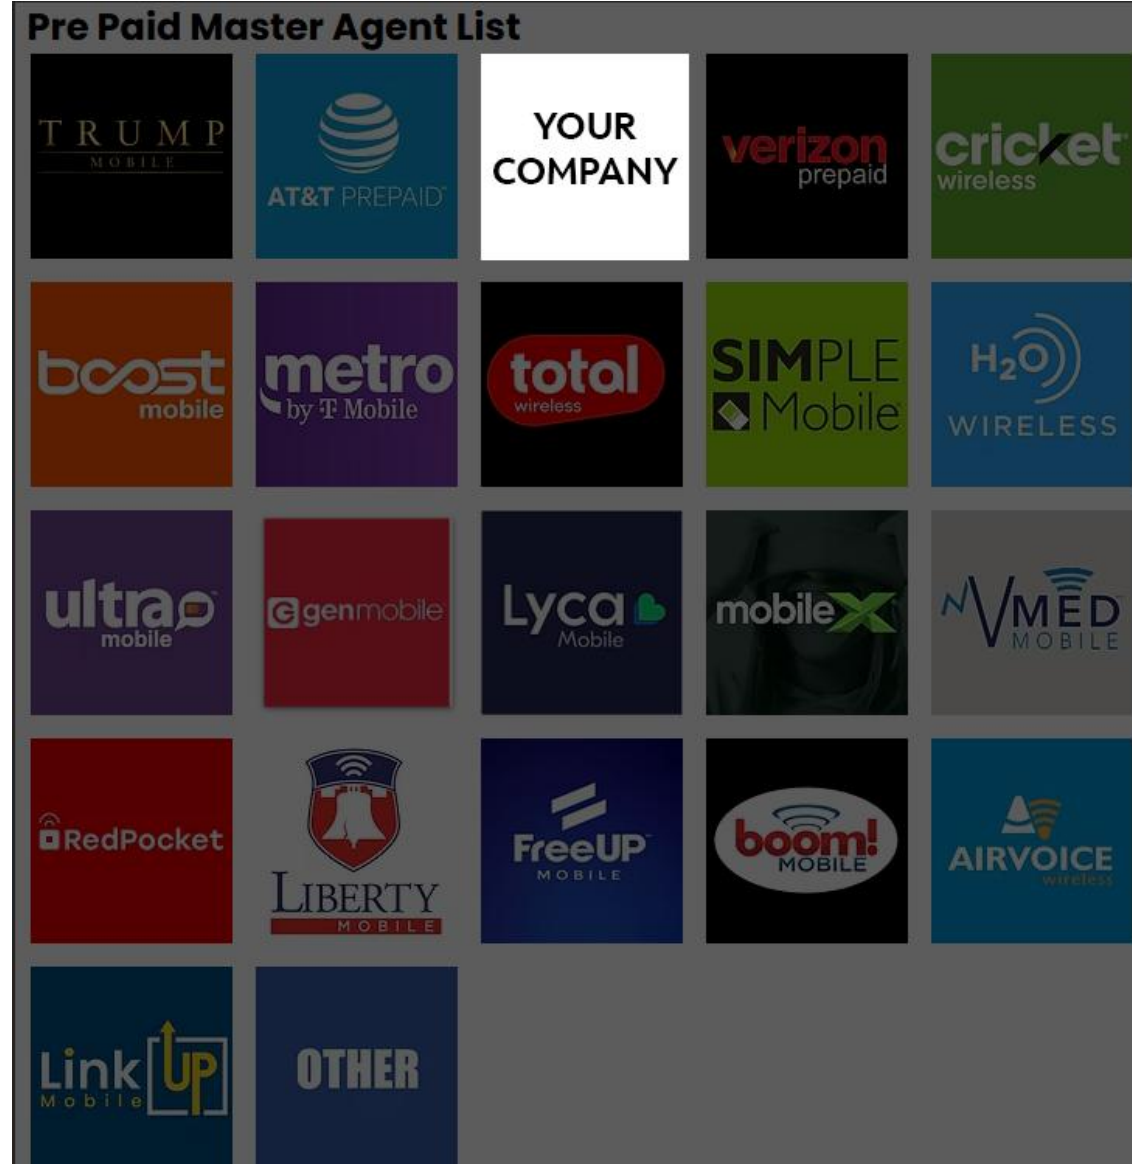 Pre Paid Master Agent List
TRUMP
MOBILE
AT&T PREPAID
YOUR
COMPANY
verizon
prepaid
cricket
wireless
boost
mobile
metro
by T Mobile
total
wireless
SIMPLE
Mobile
H2O
WIRELESS
ultra
mobile
G genmobile
Lyca
Mobile
mobileX
NVMED
MOBILE
RedPocket
LIBERTY
MOBILE
FreeUP
MOBILE
boom!
MOBILE
AIRVOICE
wireless
Link UP
Mobile
OTHER